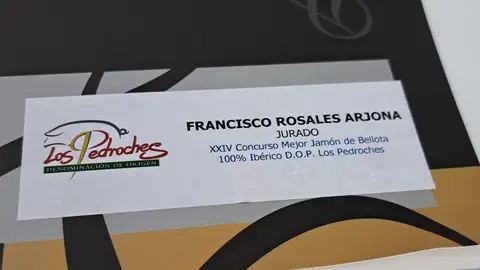 Los Pedroches
DENOMINACIÓN DE ORIGEN
FRANCISCO ROSALES ARJONA
JURADO
XXIV Concurso Mejor Jamón de Bellota
100% Ibérico D.O.P. Los Pedroches